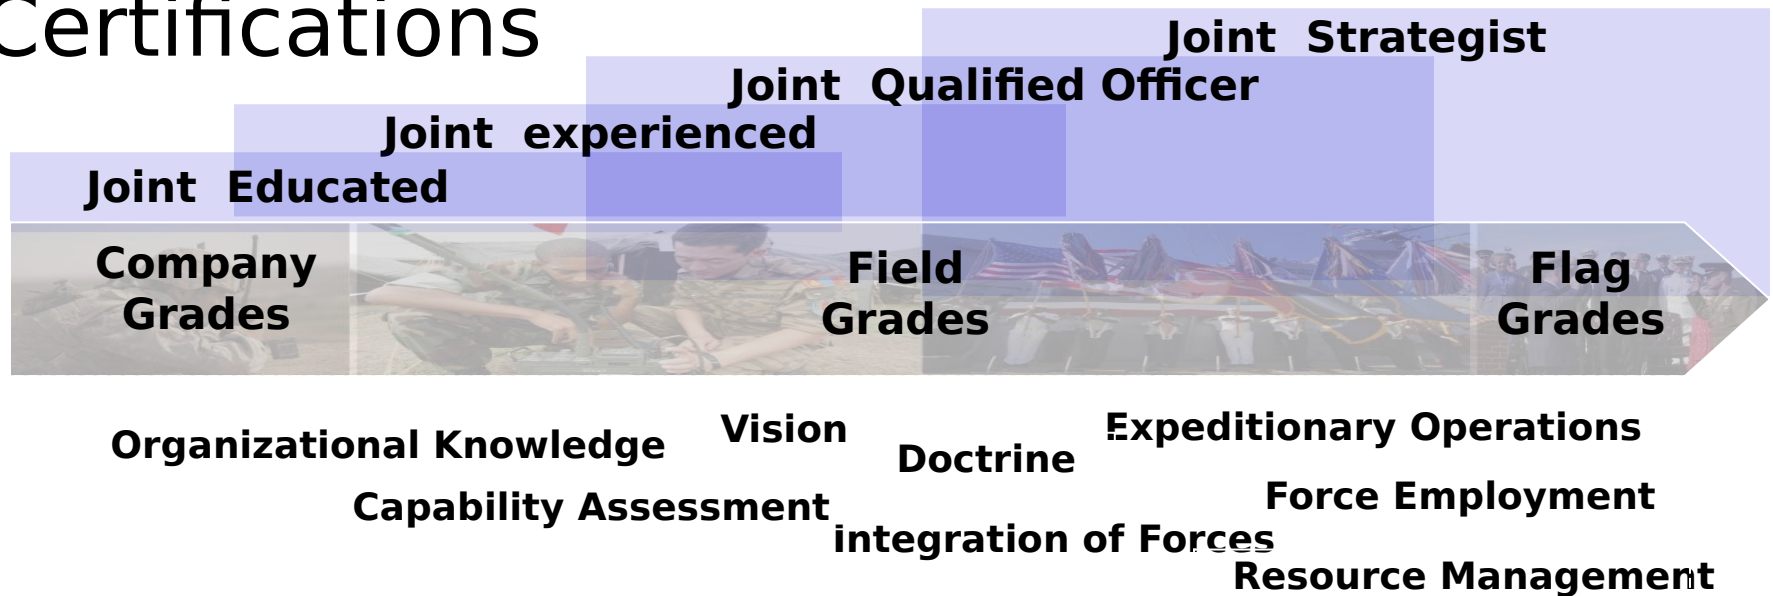 Certifications
Joint Strategist
Joint Qualified Officer
Joint experienced
Joint Educated
Company
Grades
Field
Grades
Flag
Grades
Organizational Knowledge
Vision
Expeditionary Operations
Doctrine
Capability Assessment
Force Employment
integration of Forces
Resource Management